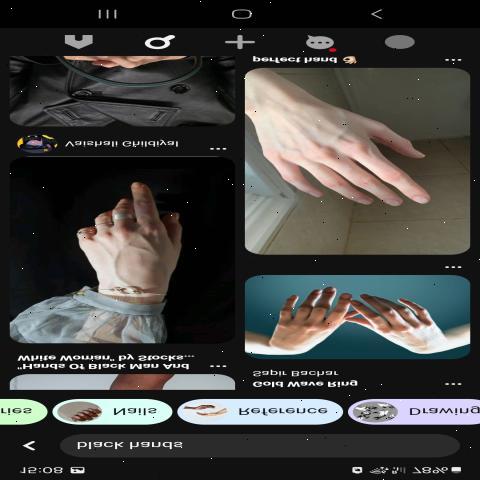 15:08 78%
black hands
ries Nails Reference Drawing
"Hands Of Black Man And
White Woman" by Stocks...
Gold Wave Ring
Sapir Bachar
Vaishali Ghildiyal
perfect hand